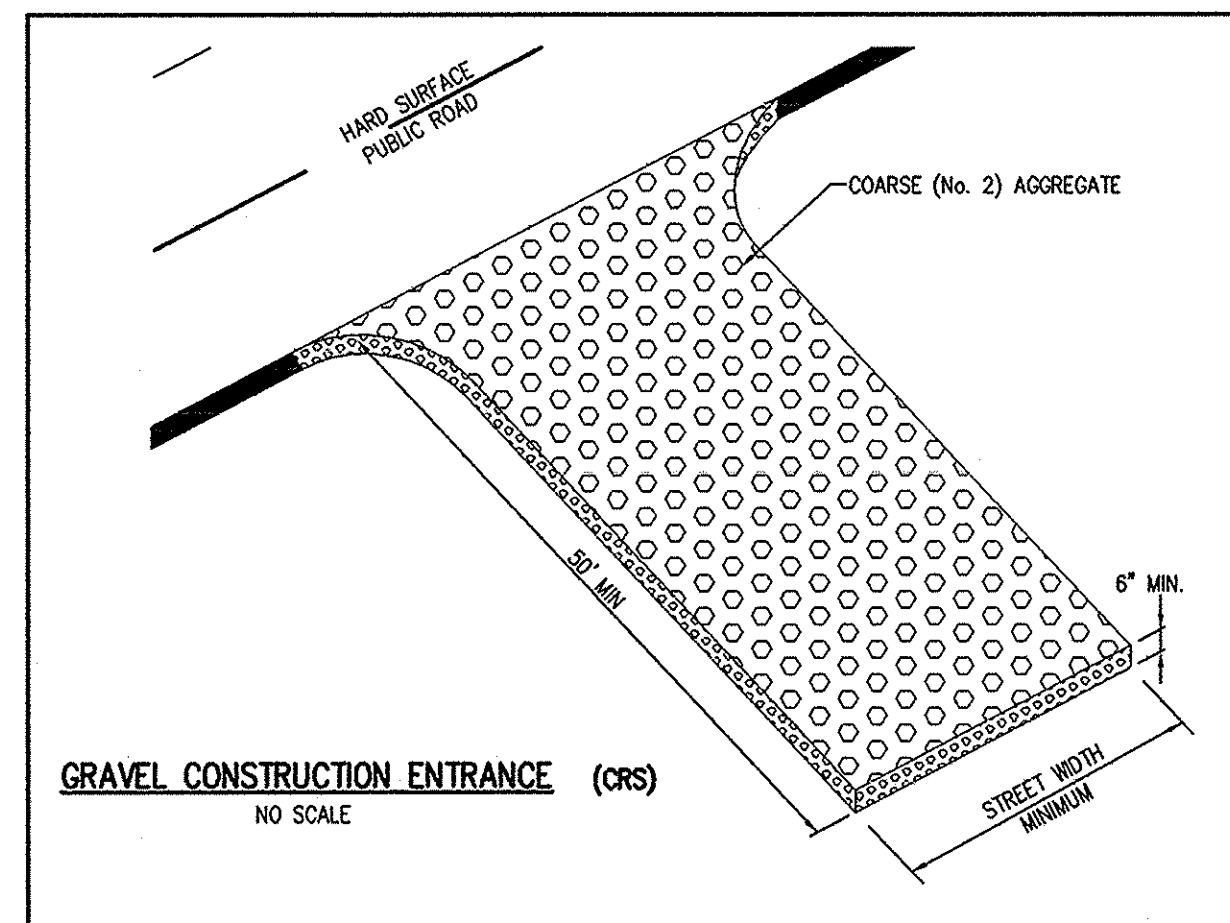 HARD SURFACE
PUBLIC ROAD
COARSE (No. 2) AGGREGATE
50' MIN
6" MIN.
GRAVEL CONSTRUCTION ENTRANCE (CRS)
NO SCALE
STREET WIDTH
MINIMUM